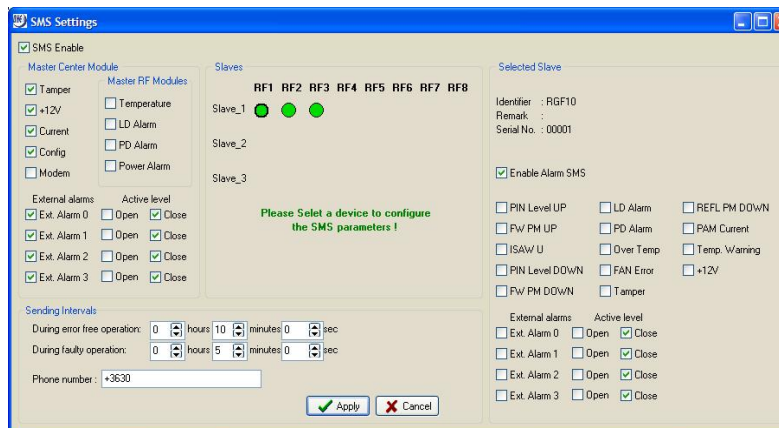 SMS Settings
SMS Enable
Master Center Module
Tamper
+12V
Current
Config
Modem
Master RF Modules
Temperature
LD Alarm
PD Alarm
Power Alarm
External alarms Active level
Ext. Alarm 0 Open Close
Ext. Alarm 1 Open Close
Ext. Alarm 2 Open Close
Ext. Alarm 3 Open Close
Slaves
RF1 RF2 RF3 RF4 RF5 RF6 RF7 RF8
Slave_1
Slave_2
Slave_3
Please Selet a device to configure
the SMS parameters !
Sending Intervals
During error free operation: 0 hours 10 minutes 0 sec
During faulty operation: 0 hours 5 minutes 0 sec
Phone number : +3630
Apply Cancel
Selected Slave
Identifier : RGF10
Remark :
Serial No. : 00001
Enable Alarm SMS
PIN Level UP LD Alarm REFL PM DOWN
FW PM UP PD Alarm PAM Current
ISAW U Over Temp Temp. Warning
PIN Level DOWN FAN Error +12V
FW PM DOWN Tamper
External alarms Active level
Ext. Alarm 0 Open Close
Ext. Alarm 1 Open Close
Ext. Alarm 2 Open Close
Ext. Alarm 3 Open Close